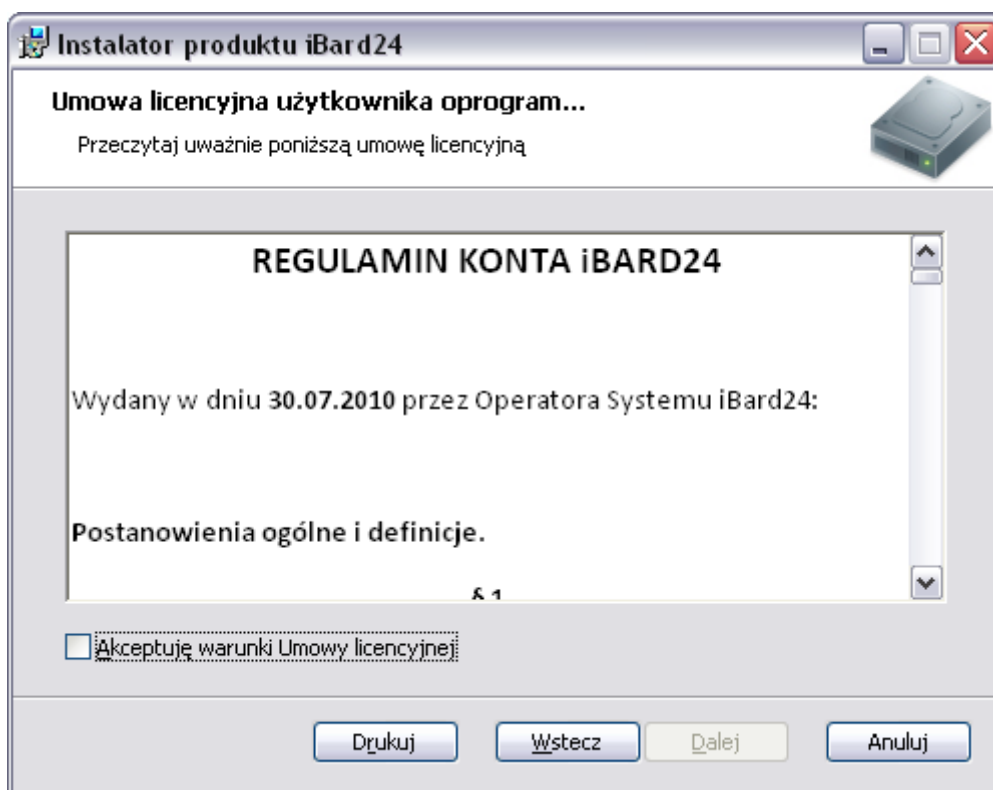 Instalator produktu iBard24
Umowa licencyjna użytkownika oprogram...
Przeczytaj uważnie poniższą umowę licencyjną
REGULAMIN KONTA iBARD24
Wydany w dniu 30.07.2010 przez Operatora Systemu iBard24:
Postanowienia ogólne i definicje.
§ 1
Akceptuję warunki Umowy licencyjnej
Drukuj Wstecz Dalej Anuluj